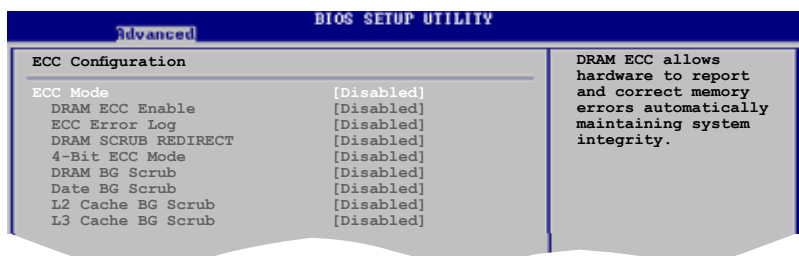 BIOS SETUP UTILITY
Advanced
ECC Configuration
ECC Mode [Disabled]
DRAM ECC Enable [Disabled]
ECC Error Log [Disabled]
DRAM SCRUB REDIRECT [Disabled]
4-Bit ECC Mode [Disabled]
DRAM BG Scrub [Disabled]
Date BG Scrub [Disabled]
L2 Cache BG Scrub [Disabled]
L3 Cache BG Scrub [Disabled]
DRAM ECC allows
hardware to report
and correct memory
errors automatically
maintaining system
integrity.